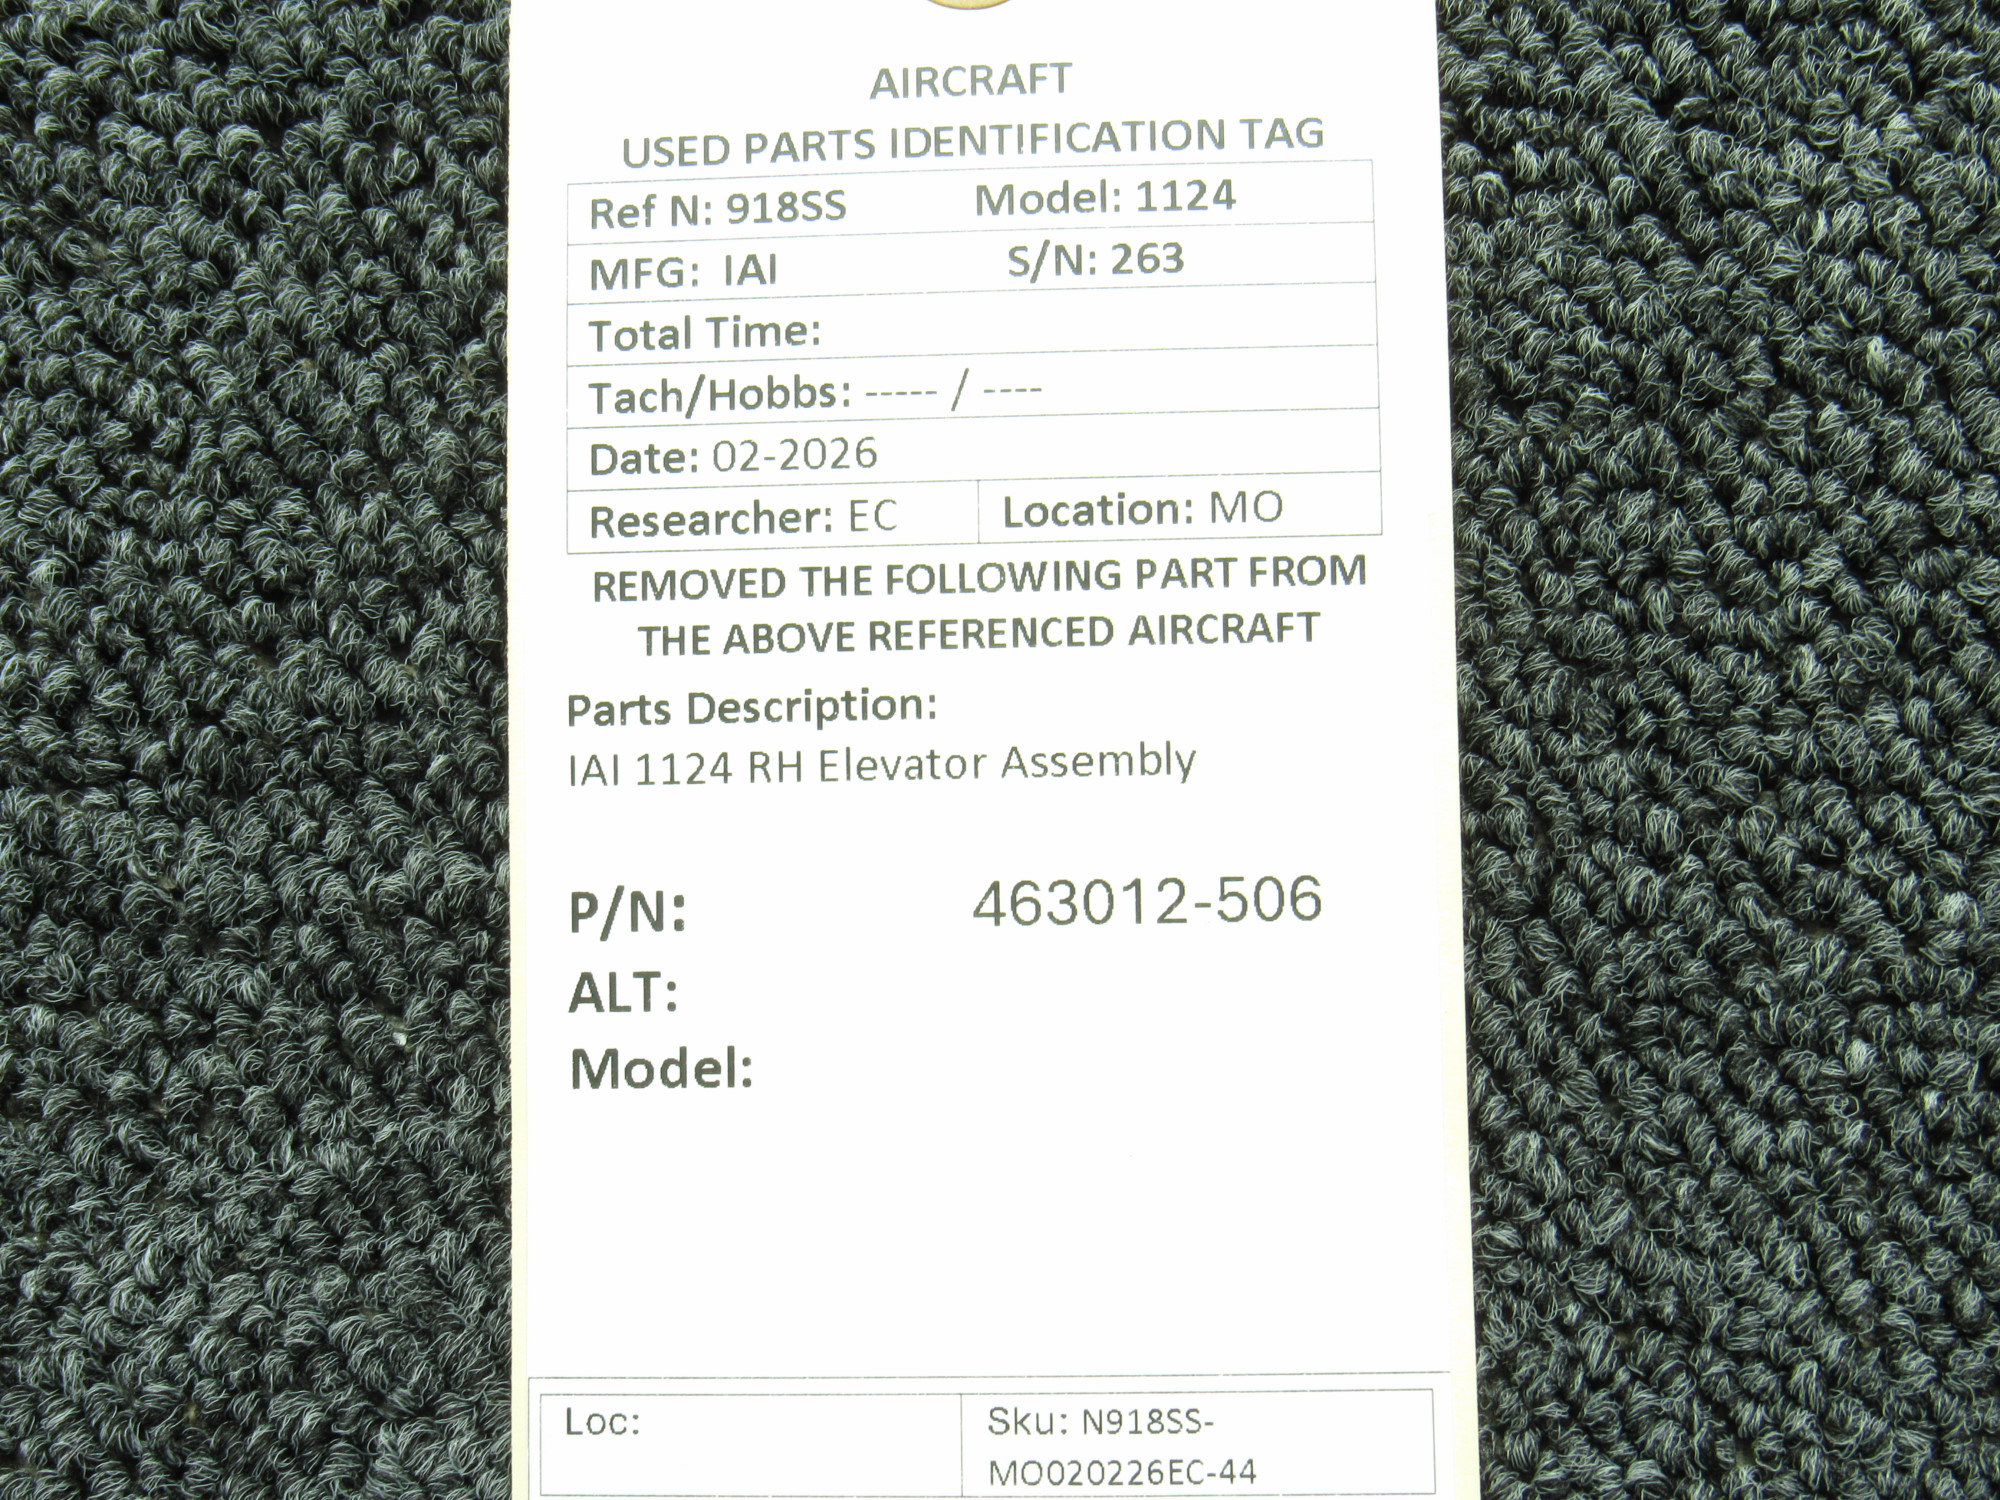 AIRCRAFT
USED PARTS IDENTIFICATION TAG
Ref N: 918SS Model: 1124
MFG: IAI S/N: 263
Total Time:
Tach/Hobbs: ----- / ----
Date: 02-2026
Researcher: EC Location: MO
REMOVED THE FOLLOWING PART FROM
THE ABOVE REFERENCED AIRCRAFT
Parts Description:
IAI 1124 RH Elevator Assembly
P/N: 463012-506
ALT:
Model:
Loc: Sku: N918SS-
MO020226EC-44